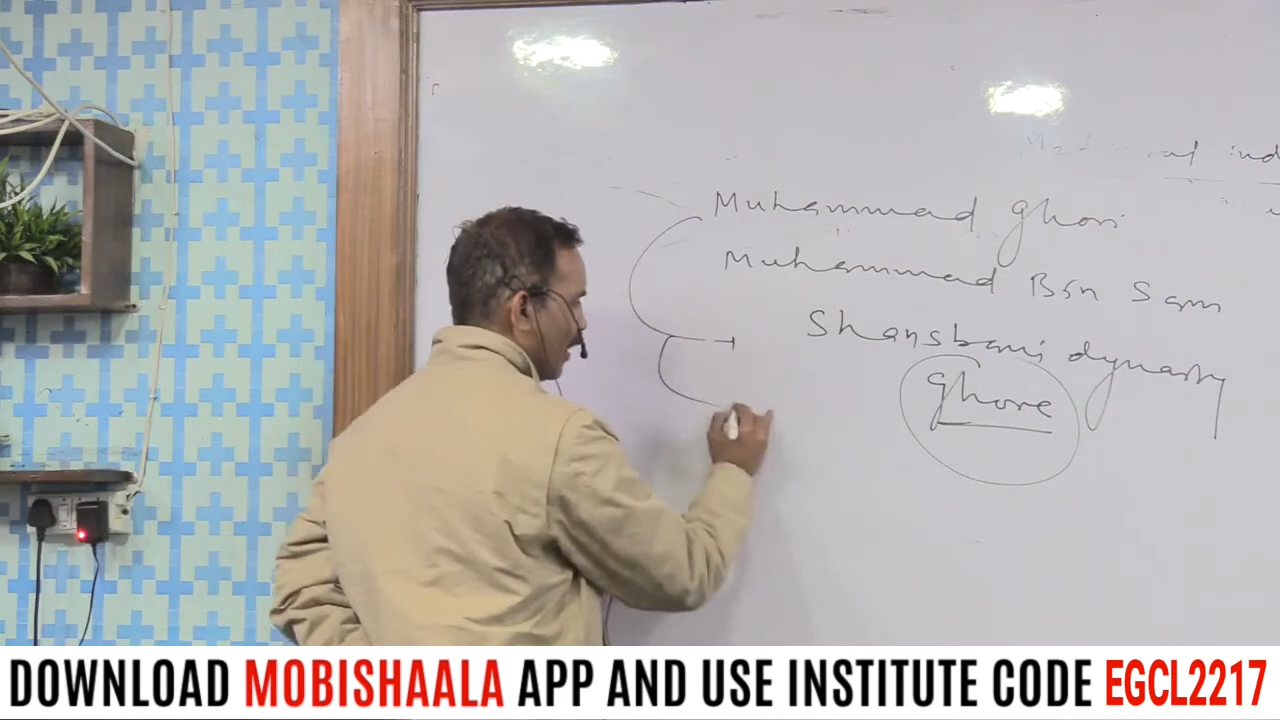 Muhammad Ghori
Muhammad Bin Sam
Shansbani dynasty
Ghore
DOWNLOAD MOBISHAALA APP AND USE INSTITUTE CODE EGCL2217